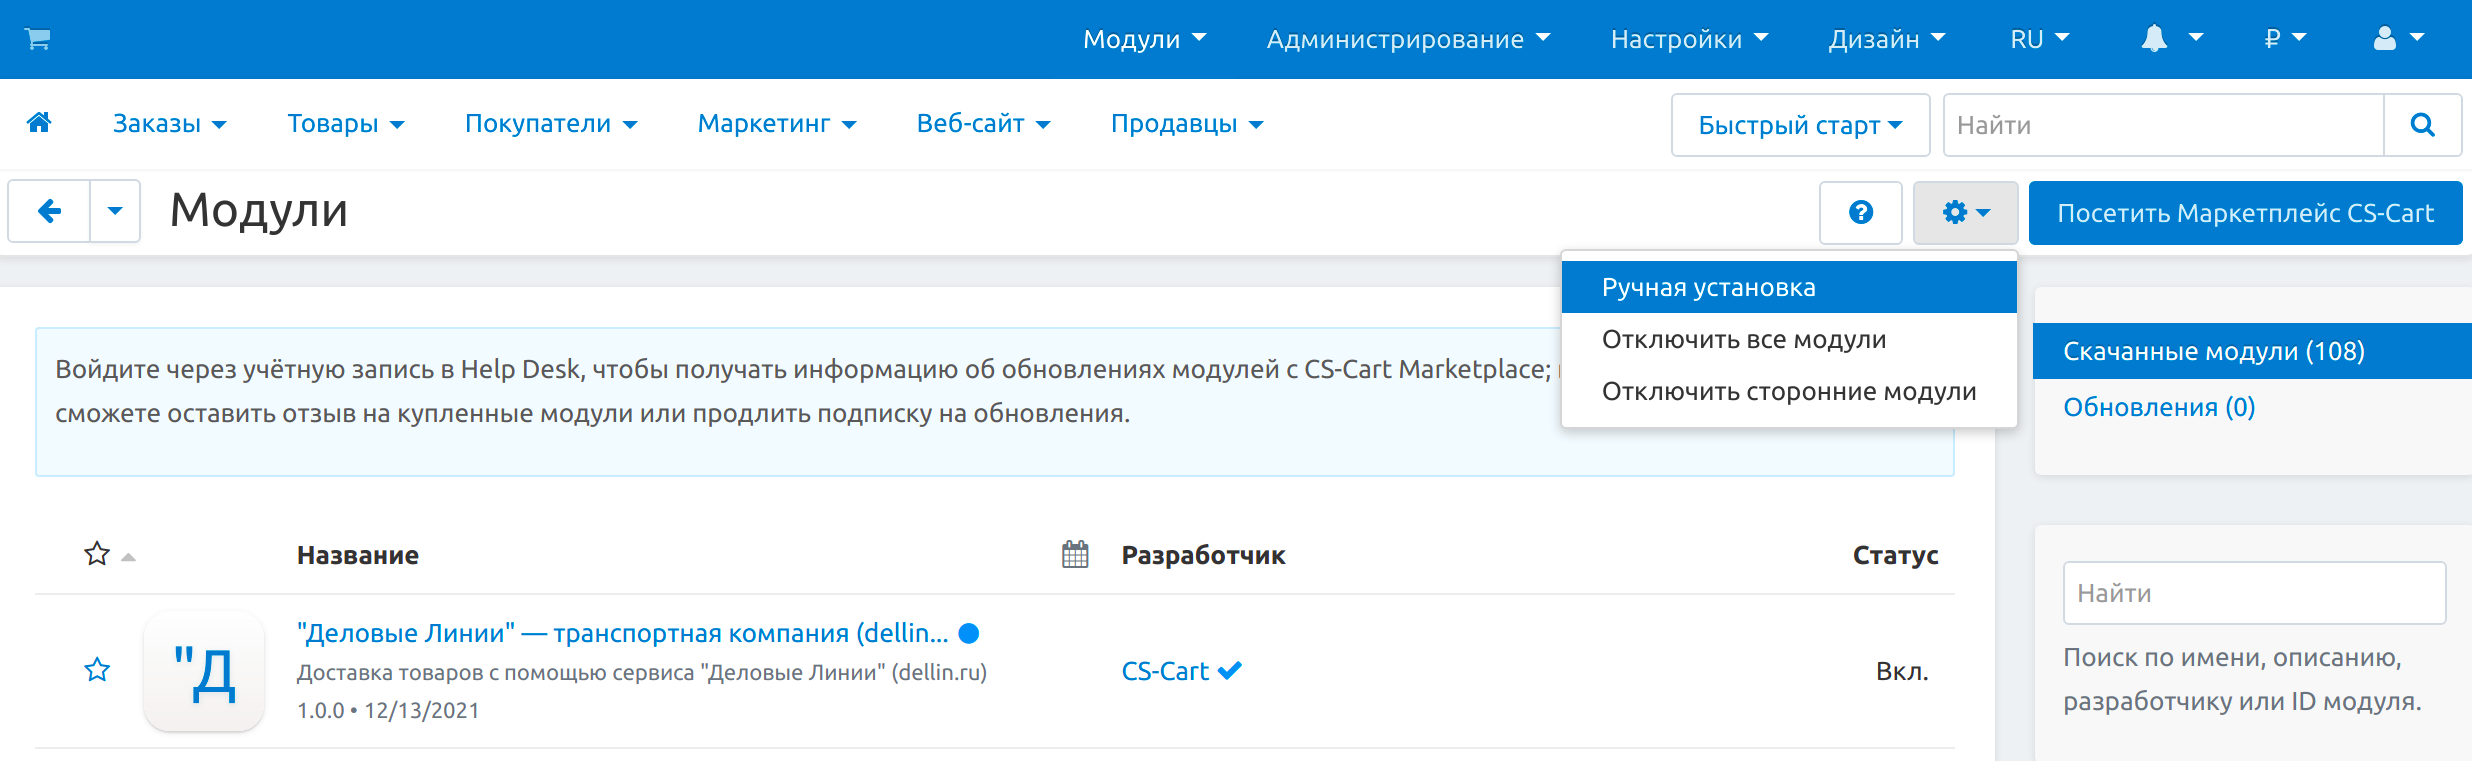 Модули Администрирование Настройки Дизайн RU ₽
Заказы Товары Покупатели Маркетинг Веб-сайт Продавцы Быстрый старт Найти
Модули Посетить Маркетплейс CS-Cart
Ручная установка
Отключить все модули
Отключить сторонние модули
Скачанные модули (108)
Обновления (0)
Войдите через учётную запись в Help Desk, чтобы получать информацию об обновлениях модулей с CS-Cart Marketplace;
сможете оставить отзыв на купленные модули или продлить подписку на обновления.
Название Разработчик Статус
"Д
"Деловые Линии" — транспортная компания (dellin...
Доставка товаров с помощью сервиса "Деловые Линии" (dellin.ru)
1.0.0 • 12/13/2021
CS-Cart
Вкл.
Найти
Поиск по имени, описанию,
разработчику или ID модуля.